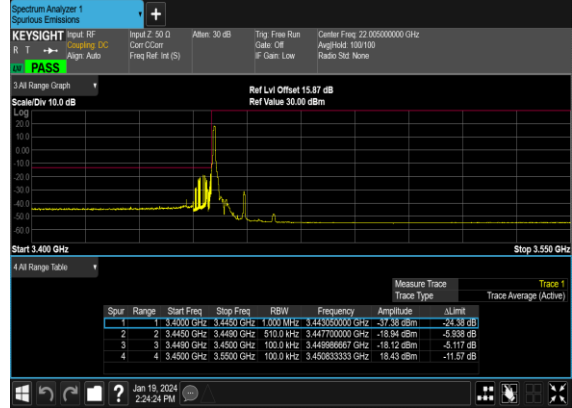 Spectrum Analyzer 1
Spurious Emissions
+
KEYSIGHT Input: RF Input Z: 50 Ω Atten: 30 dB Trig: Free Run Center Freq: 22.005000000 GHz
R T Coupling: DC Corr CCorr Gate: Off Avg|Hold: 100/100
Align: Auto Freq Ref: Int (S) IF Gain: Low Radio Std: None
PASS
3 All Range Graph
Ref Lvl Offset 15.87 dB
Scale/Div 10.0 dB Ref Value 30.00 dBm
Log
20.0
10.0
0.00
-10.0
-20.0
-30.0
-40.0
-50.0
-60.0
Start 3.400 GHz Stop 3.550 GHz
4 All Range Table
Measure Trace Trace 1
Trace Type Trace Average (Active)
Spur Range Start Freq Stop Freq RBW Frequency Amplitude ΔLimit
1 1 3.4000 GHz 3.4450 GHz 1.000 MHz 3.443050000 GHz -37.38 dBm -24.38 dB
2 2 3.4450 GHz 3.4490 GHz 510.0 kHz 3.447700000 GHz -18.94 dBm -5.938 dB
3 3 3.4490 GHz 3.4500 GHz 100.0 kHz 3.449986667 GHz -18.12 dBm -5.117 dB
4 4 3.4500 GHz 3.5500 GHz 100.0 kHz 3.450833333 GHz 18.43 dBm -11.57 dB
? Jan 19, 2024
2:24:24 PM